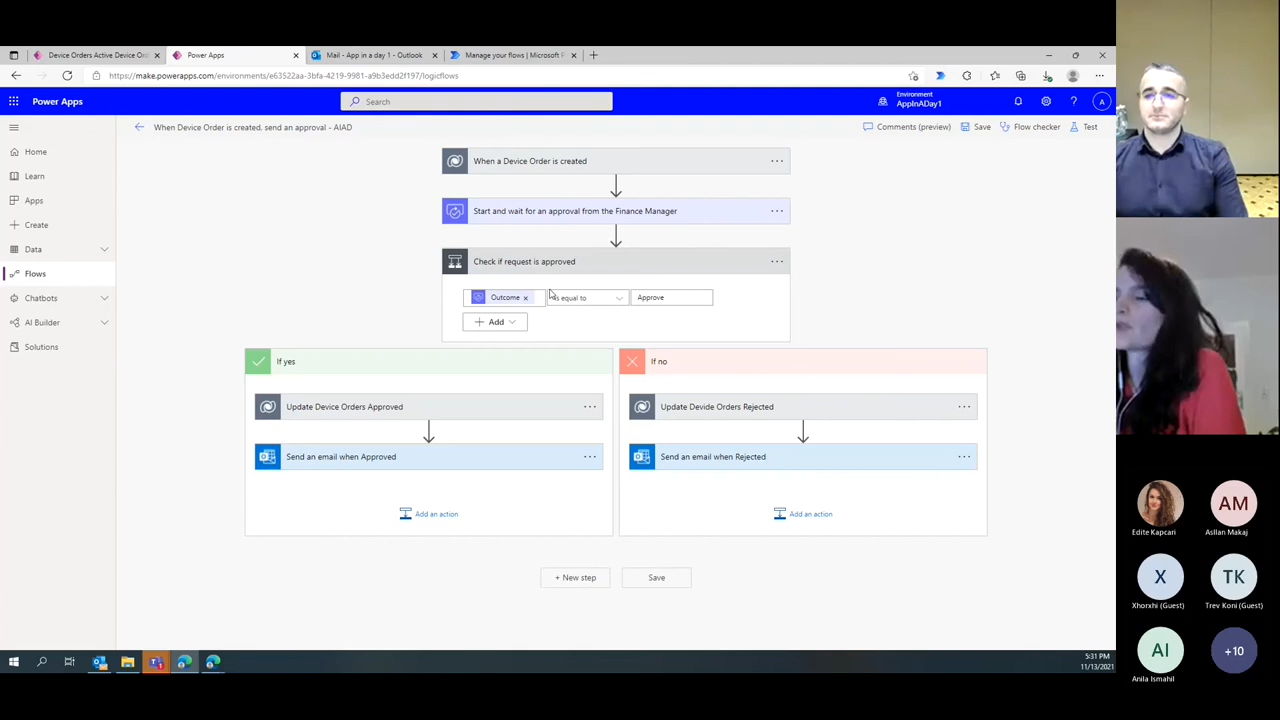 Device Orders Active Device Ord
Power Apps
Mail - App in a day 1 - Outlook
Manage your flows | Microsoft P
https://make.powerapps.com/environments/e63522aa-3bfa-4219-9981-a9b3edd2f197/logicflows
Power Apps
Search
Environment
AppInADay1
A
When Device Order is created, send an approval - AIAD
Comments (preview)
Save
Flow checker
Test
Home
Learn
Apps
Create
Data
Flows
Chatbots
AI Builder
Solutions
When a Device Order is created
Start and wait for an approval from the Finance Manager
Check if request is approved
Outcome
is equal to
Approve
Add
If yes
Update Device Orders Approved
Send an email when Approved
Add an action
If no
Update Devide Orders Rejected
Send an email when Rejected
Add an action
+ New step
Save
5:31 PM
11/13/2021
Edite Kapcari
AM
Asllan Makaj
X
Xhorxhi (Guest)
TK
Trev Koni (Guest)
AI
Anila Ismahil
+10